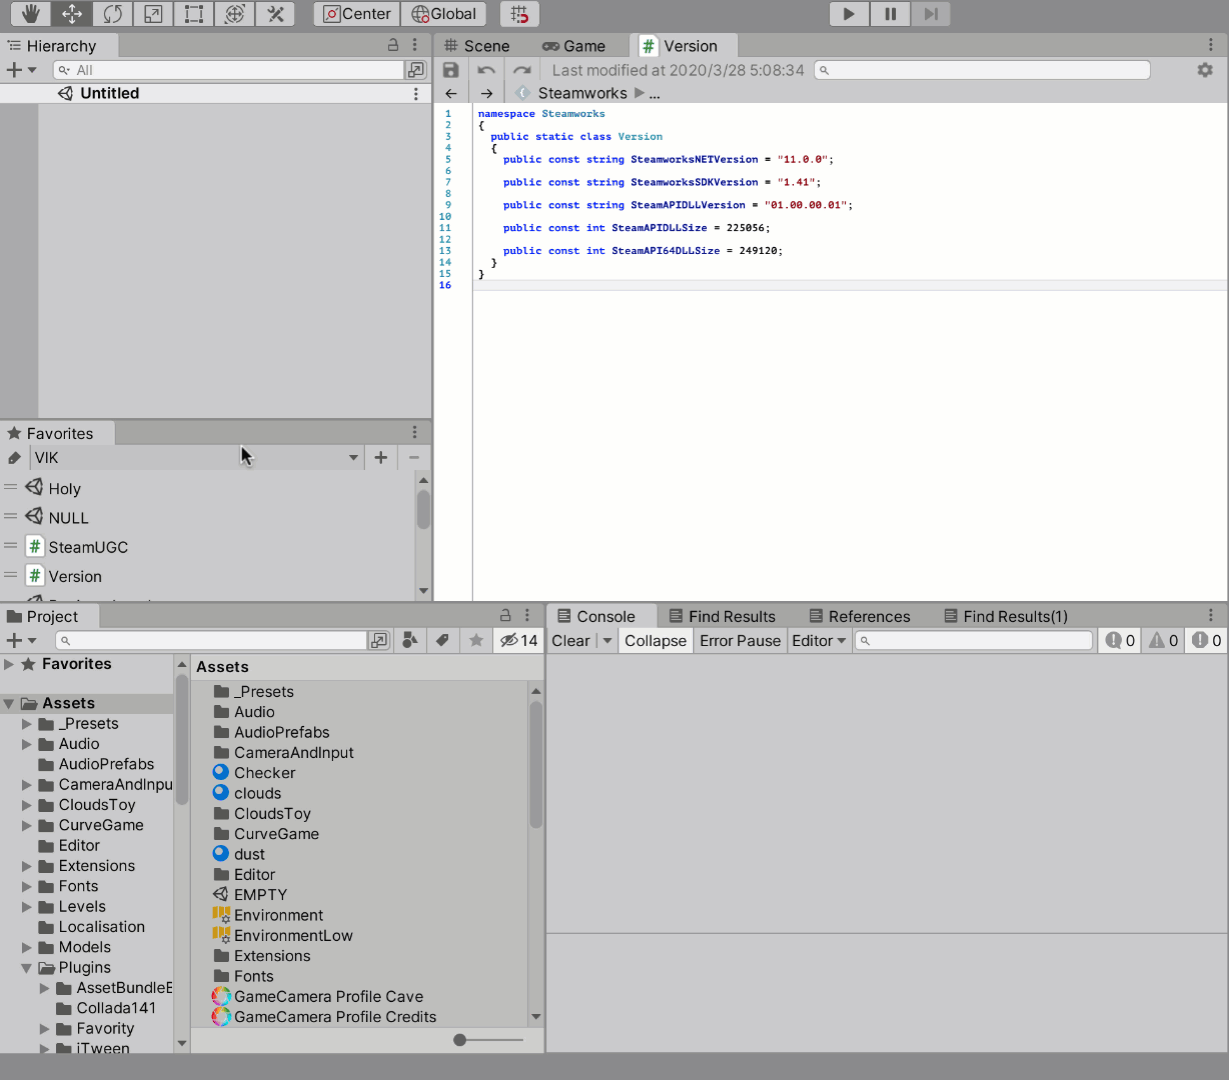 Center Global
Hierarchy
All
Untitled
Scene Game # Version
Last modified at 2020/3/28 5:08:34
Steamworks ...
1 namespace Steamworks
2 {
3 public static class Version
4 {
5 public const string SteamworksNETVersion = "11.0.0";
6
7 public const string SteamworksSDKVersion = "1.41";
8
9 public const string SteamAPIDLLVersion = "01.00.00.01";
10
11 public const int SteamAPIDLLSize = 225056;
12
13 public const int SteamAPI64DLLSize = 249120;
14 }
15 }
16
Favorites
VIK
Holy
NULL
# SteamUGC
# Version
Project
14
Favorites
Assets
_Presets
Audio
AudioPrefabs
CameraAndInpu
CloudsToy
CurveGame
Editor
Extensions
Fonts
Levels
Localisation
Models
Plugins
AssetBundleE
Collada141
Favority
iTween
Assets
_Presets
Audio
AudioPrefabs
CameraAndInput
Checker
clouds
CloudsToy
CurveGame
dust
Editor
EMPTY
Environment
EnvironmentLow
Extensions
Fonts
GameCamera Profile Cave
GameCamera Profile Credits
Console Find Results References Find Results(1)
Clear Collapse Error Pause Editor 0 0 0